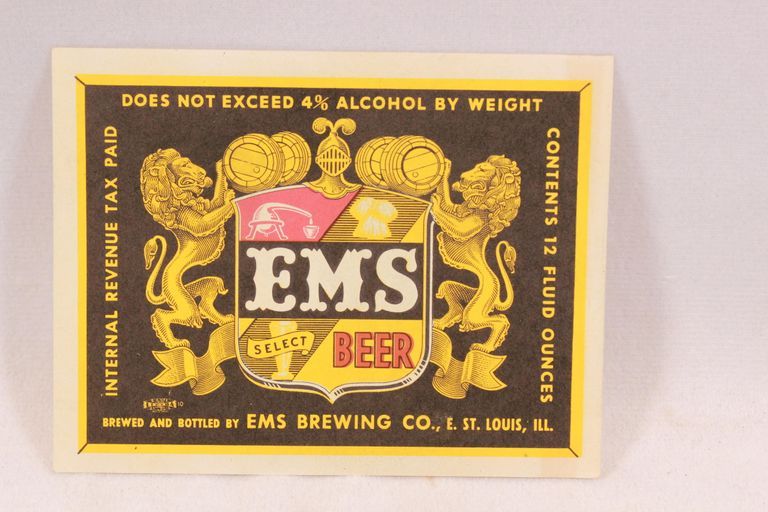 DOES NOT EXCEED 4% ALCOHOL BY WEIGHT
INTERNAL REVENUE TAX PAID
CONTENTS 12 FLUID OUNCES
EMS
SELECT
BEER
BREWED AND BOTTLED BY EMS BREWING CO., E. ST. LOUIS, ILL.